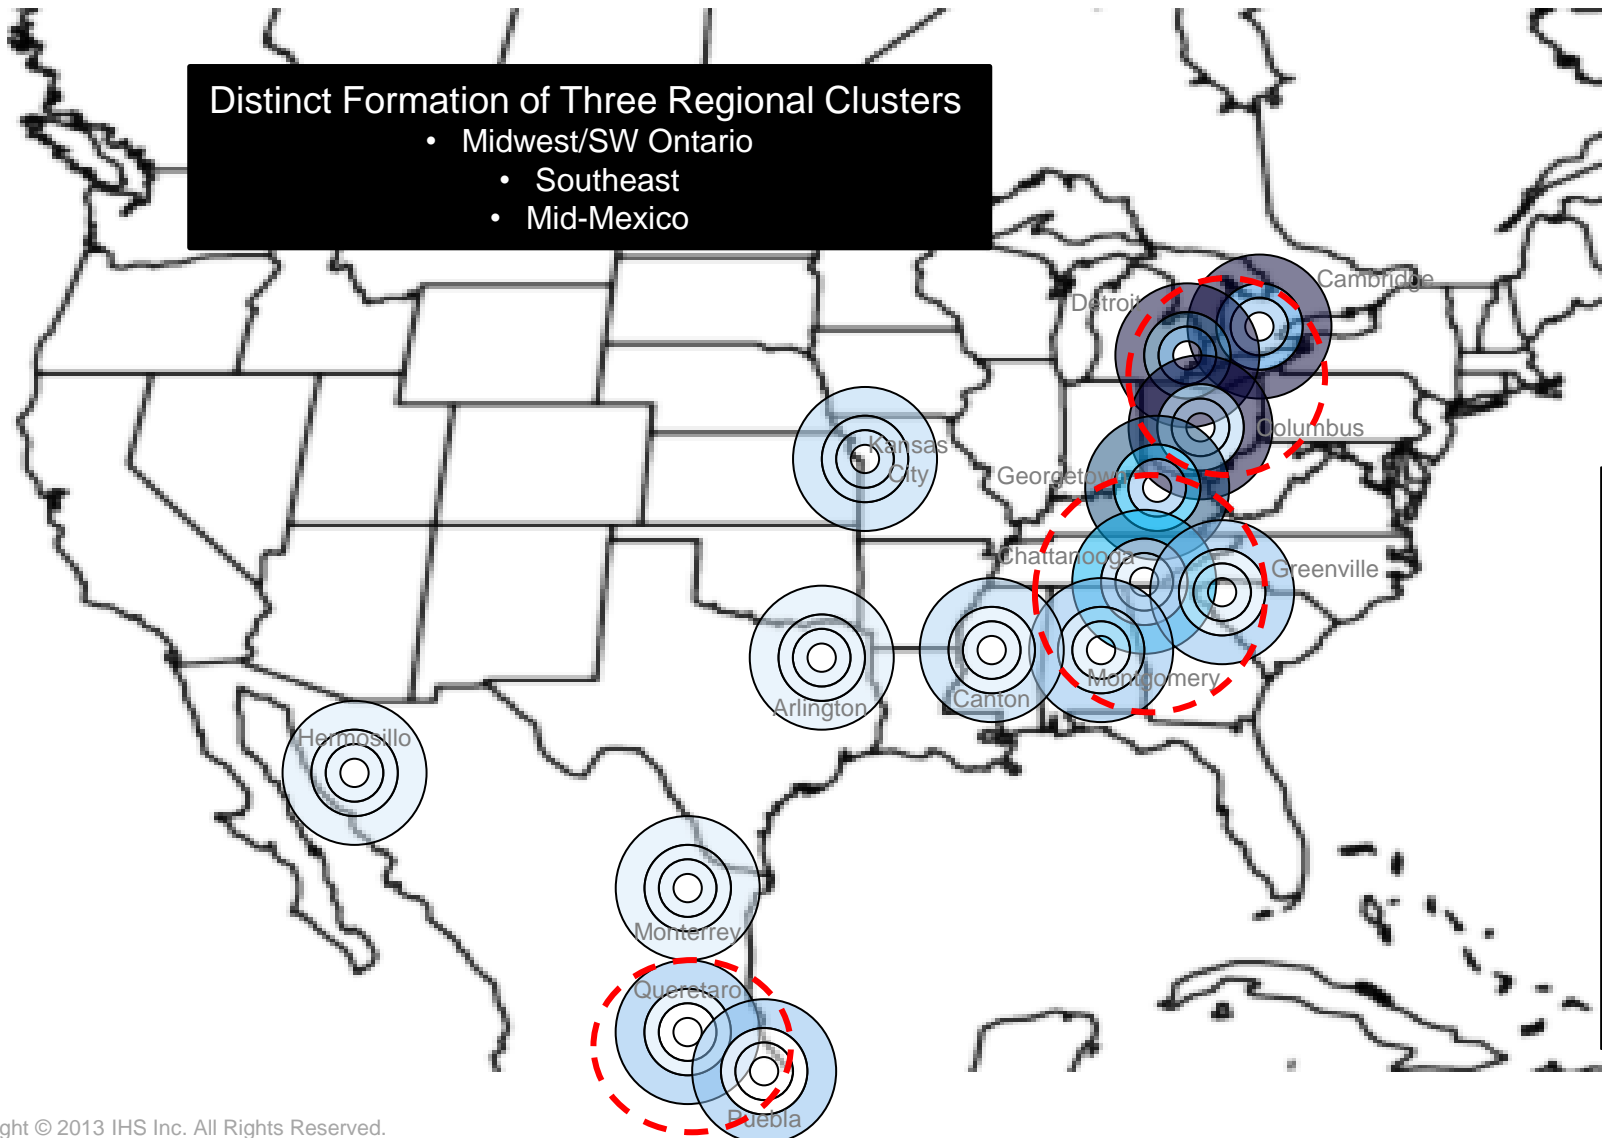 Distinct Formation of Three Regional Clusters
• Midwest/SW Ontario
• Southeast
• Mid-Mexico
Cambridge
Detroit
Columbus
Kansas
City
Georgetown
Chattanooga
Greenville
Montgomery
Canton
Arlington
Hermosillo
Monterrey
Queretaro
Puebla
ght © 2013 IHS Inc. All Rights Reserved.